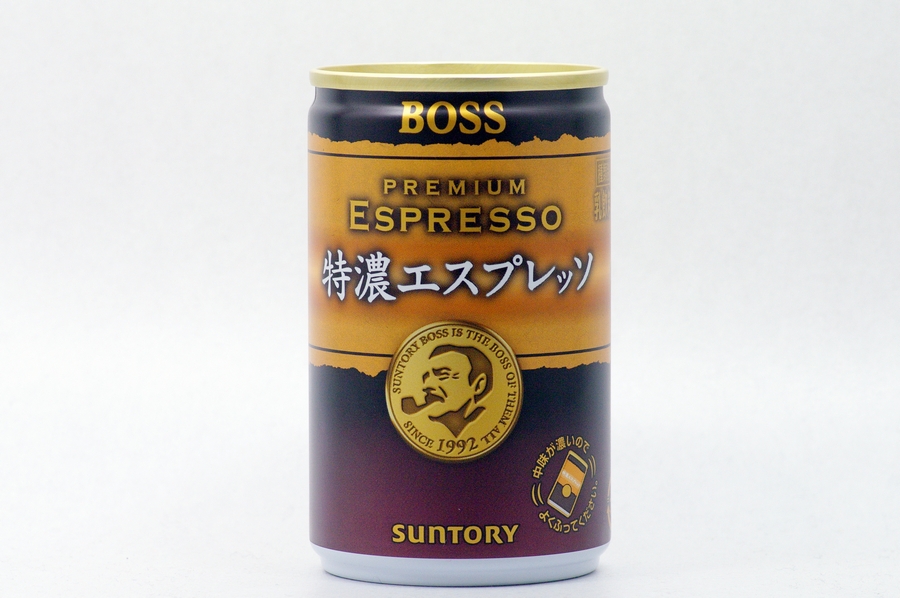 BOSS
PREMIUM
ESPRESSO
特濃エスプレッソ
SUNTORY BOSS IS THE BOSS OF THEM ALL
SINCE 1992
中味が濃いので
よくふってください。
SUNTORY